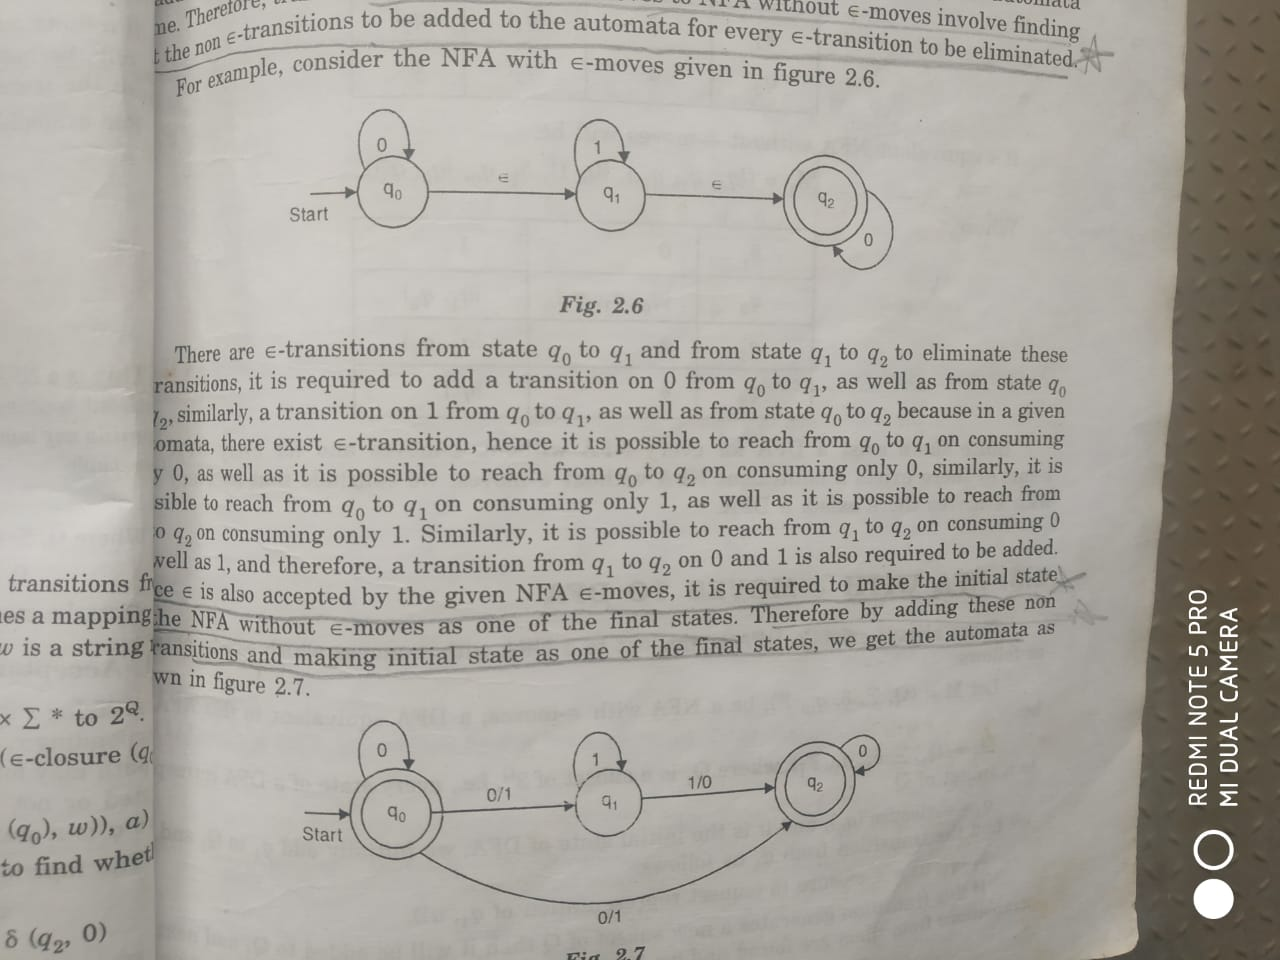 me. Therefore,
NFA without ∈-moves involve finding
t the non ∈-transitions to be added to the automata for every ∈-transition to be eliminated.
For example, consider the NFA with ∈-moves given in figure 2.6.
0
1
q0
∈
q1
∈
q2
Start
0
Fig. 2.6
There are ∈-transitions from state q0 to q1 and from state q1 to q2 to eliminate these
ransitions, it is required to add a transition on 0 from q0 to q1, as well as from state q0
q2, similarly, a transition on 1 from q0 to q1, as well as from state q0 to q2 because in a given
omata, there exist ∈-transition, hence it is possible to reach from q0 to q1 on consuming
y 0, as well as it is possible to reach from q0 to q2 on consuming only 0, similarly, it is
sible to reach from q0 to q1 on consuming only 1, as well as it is possible to reach from
o q2 on consuming only 1. Similarly, it is possible to reach from q1 to q2 on consuming 0
well as 1, and therefore, a transition from q1 to q2 on 0 and 1 is also required to be added.
ce ∈ is also accepted by the given NFA ∈-moves, it is required to make the initial state
he NFA without ∈-moves as one of the final states. Therefore by adding these non
ransitions and making initial state as one of the final states, we get the automata as
wn in figure 2.7.
0
1
0
q0
0/1
q1
1/0
q2
Start
0/1
Fig. 2.7
transitions fr
es a mapping
w is a string
× Σ * to 2Q.
(∈-closure (q
(q0), w)), a)
to find whet
δ (q2, 0)
REDMI NOTE 5 PRO
MI DUAL CAMERA